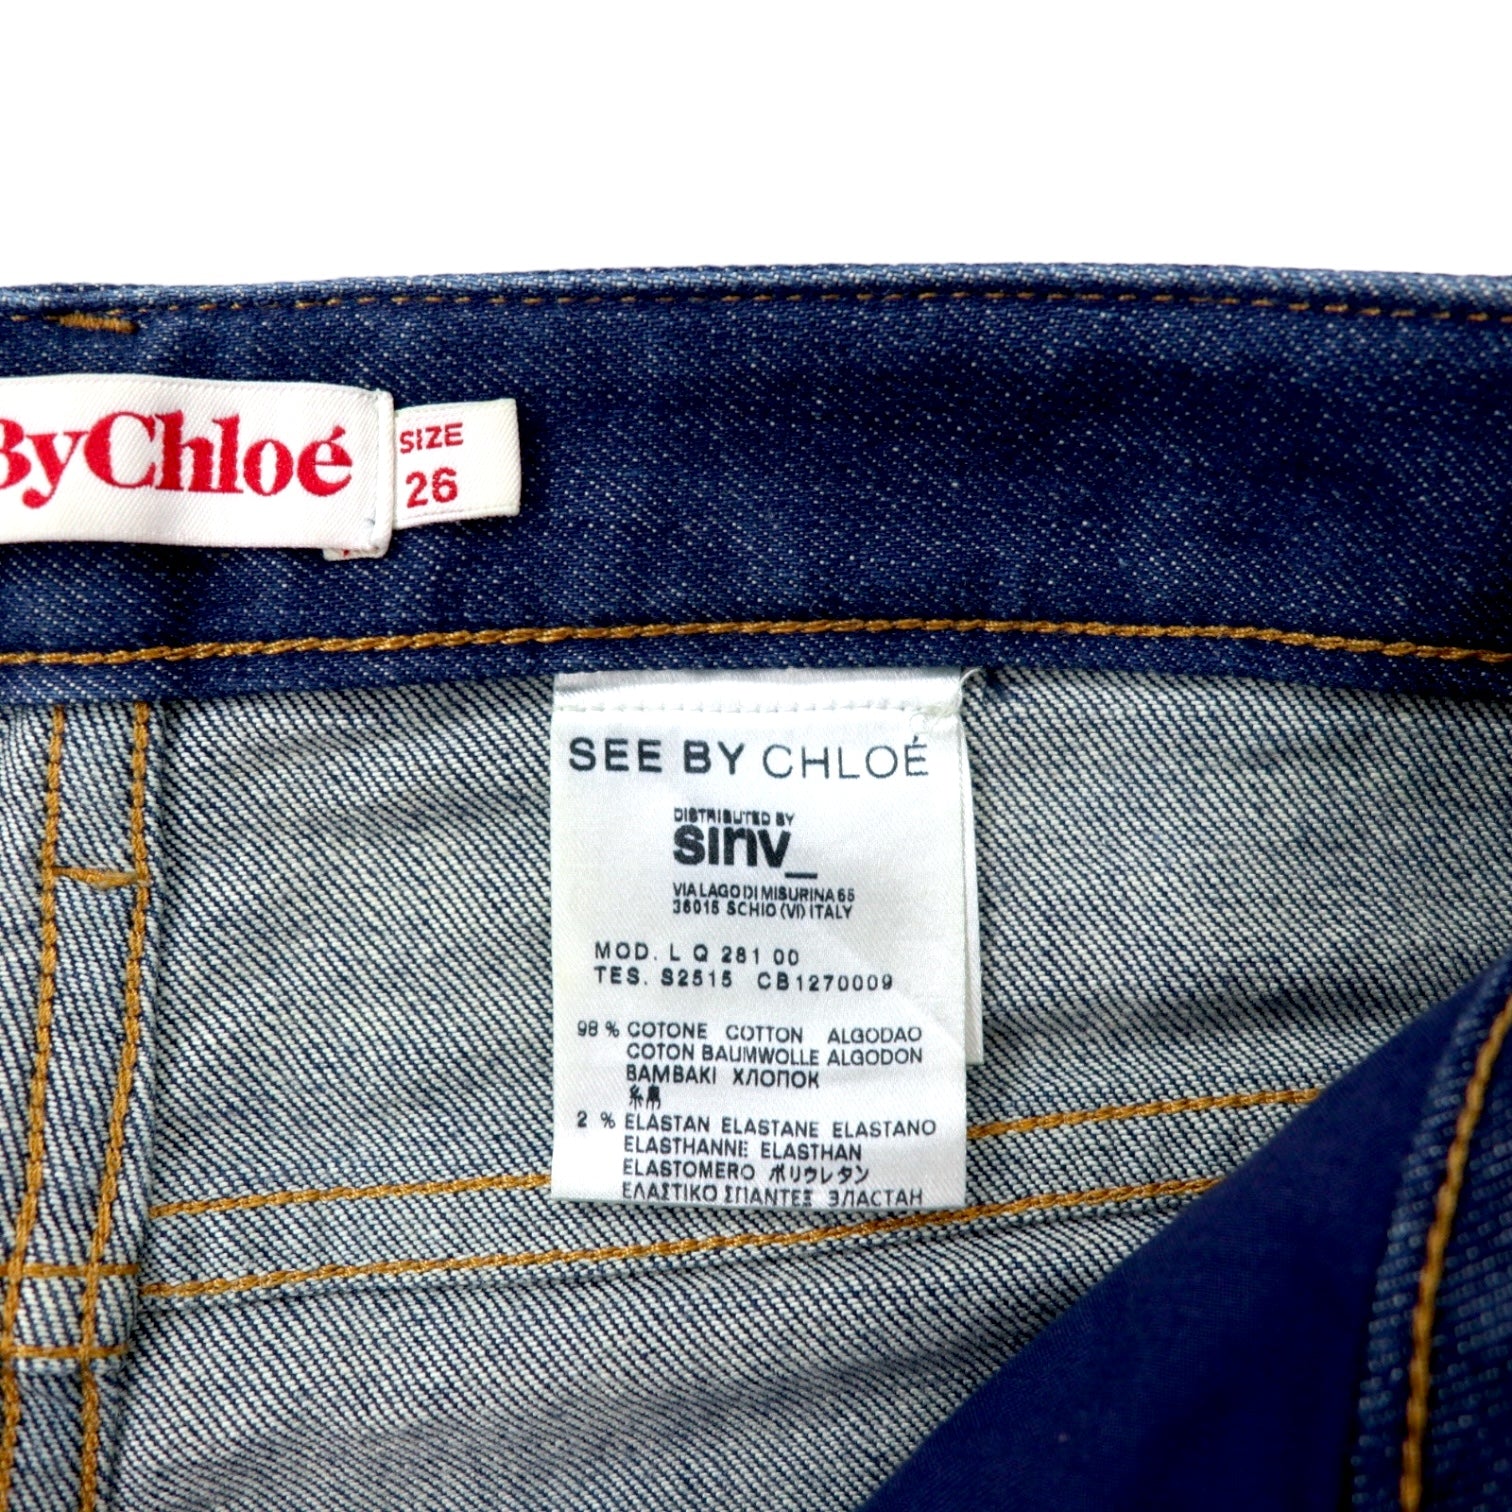 ByChloé
SIZE
26
SEE BY CHLOÉ
DISTRIBUTED BY
sinv_
VIA LAGO DI MISURINA 65
36015 SCHIO (VI) ITALY
MOD. L Q 281 00
TES. S2515 CB1270009
98 % COTONE COTTON ALGODAO
COTON BAUMWOLLE ALGODON
BAMBAKI ХЛОПОК
綿
2 % ELASTAN ELASTANE ELASTANO
ELASTHANNE ELASTHAN
ELASTOMERO ポリウレタン
ΕΛΑΣΤΙΚΟ ΣΠΑΝΤΕΞ ЭЛАСТАН